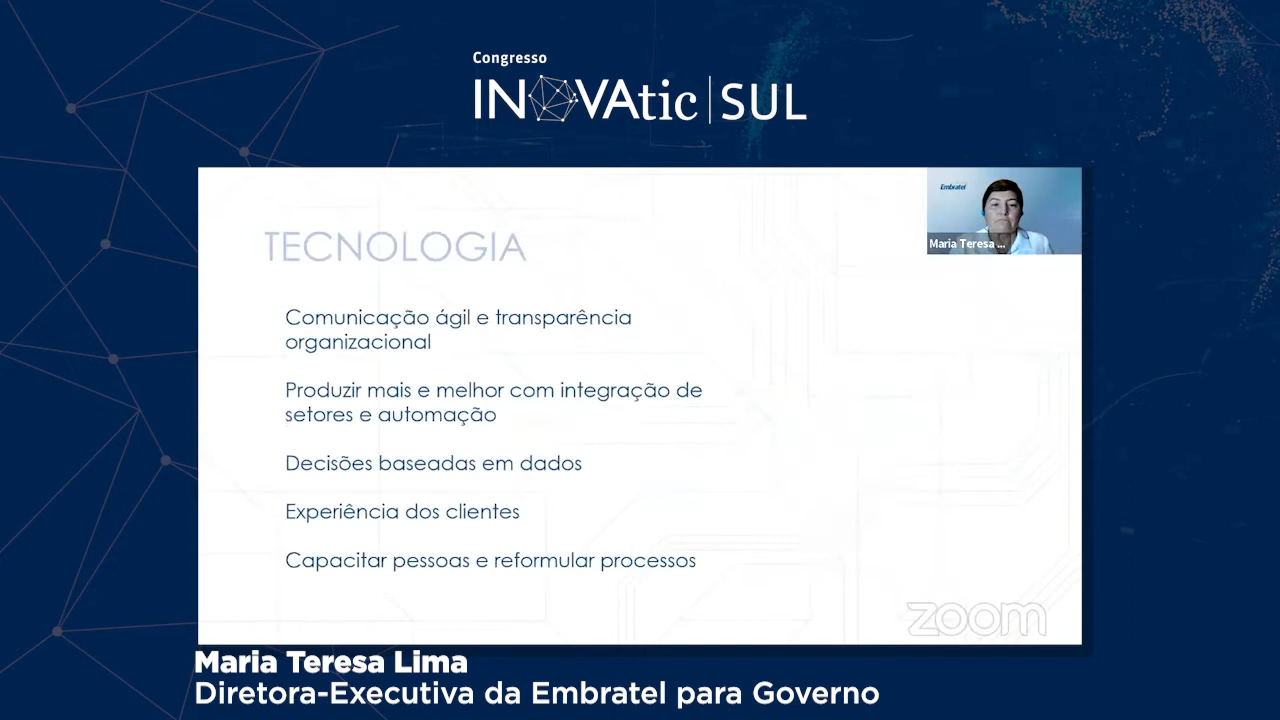 Congresso
INOVAtic | SUL
Embratel
Maria Teresa ...
TECNOLOGIA
Comunicação ágil e transparência
organizacional
Produzir mais e melhor com integração de
setores e automação
Decisões baseadas em dados
Experiência dos clientes
Capacitar pessoas e reformular processos
zoom
Maria Teresa Lima
Diretora-Executiva da Embratel para Governo